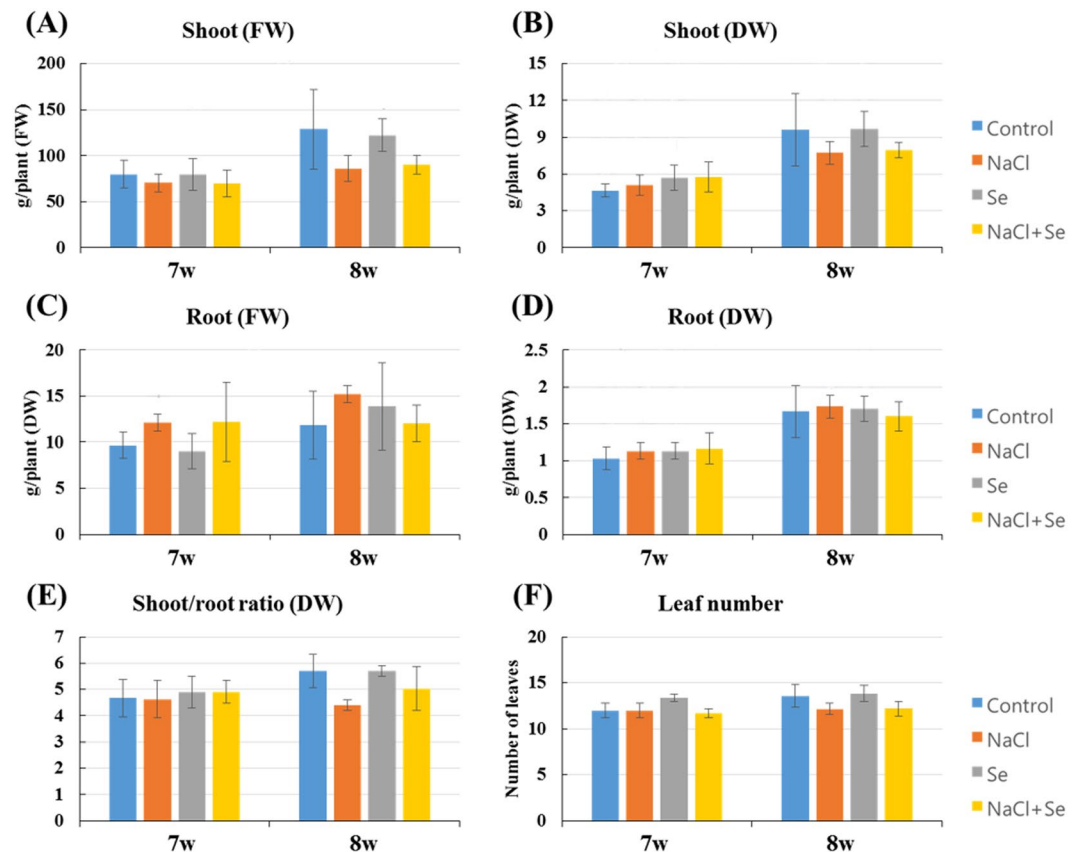 (A)
Shoot (FW)
g/plant (FW)
200
150
100
50
0
7w
8w
(B)
Shoot (DW)
g/plant (DW)
15
12
9
6
3
0
7w
8w
Control
NaCl
Se
NaCl+Se
(C)
Root (FW)
g/plant (DW)
20
15
10
5
0
7w
8w
(D)
Root (DW)
g/plant (DW)
2.5
2
1.5
1
0.5
0
7w
8w
Control
NaCl
Se
NaCl+Se
(E)
Shoot/root ratio (DW)
7
6
5
4
3
2
1
0
7w
8w
(F)
Leaf number
Number of leaves
20
15
10
5
0
7w
8w
Control
NaCl
Se
NaCl+Se